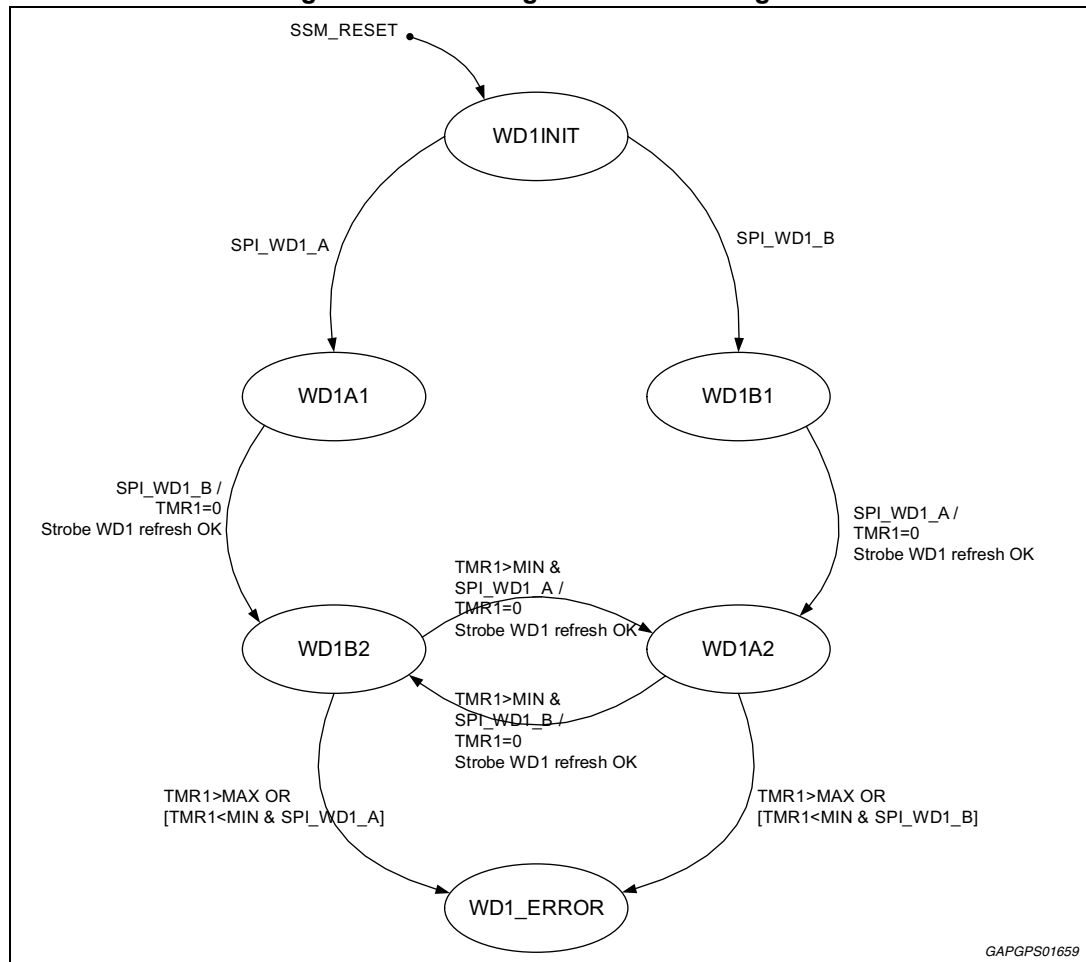 SSM_RESET
WD1INIT
SPI_WD1_A
SPI_WD1_B
WD1A1
WD1B1
SPI_WD1_B /
TMR1=0
Strobe WD1 refresh OK
SPI_WD1_A /
TMR1=0
Strobe WD1 refresh OK
TMR1>MIN &
SPI_WD1_A /
TMR1=0
Strobe WD1 refresh OK
WD1B2
WD1A2
TMR1>MIN &
SPI_WD1_B /
TMR1=0
Strobe WD1 refresh OK
TMR1>MAX OR
[TMR1<MIN & SPI_WD1_A]
TMR1>MAX OR
[TMR1<MIN & SPI_WD1_B]
WD1_ERROR
GAPGPS01659